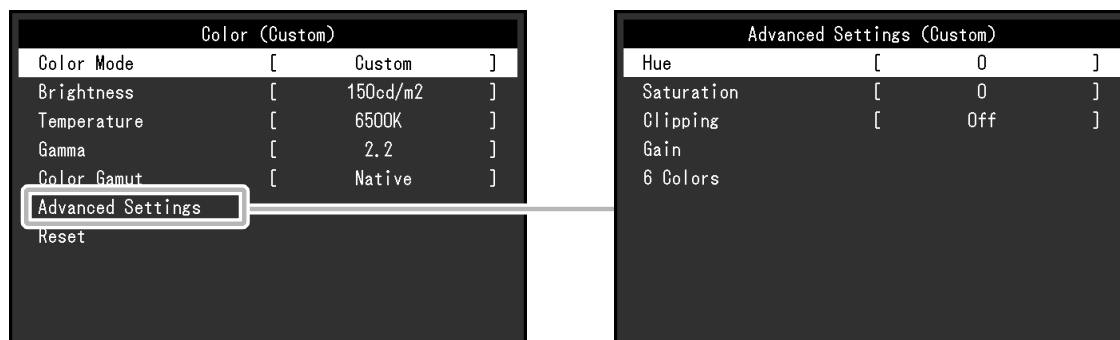 Color (Custom)
Color Mode [ Custom ]
Brightness [ 150cd/m2 ]
Temperature [ 6500K ]
Gamma [ 2.2 ]
Color Gamut [ Native ]
Advanced Settings
Reset
Advanced Settings (Custom)
Hue [ 0 ]
Saturation [ 0 ]
Clipping [ Off ]
Gain
6 Colors